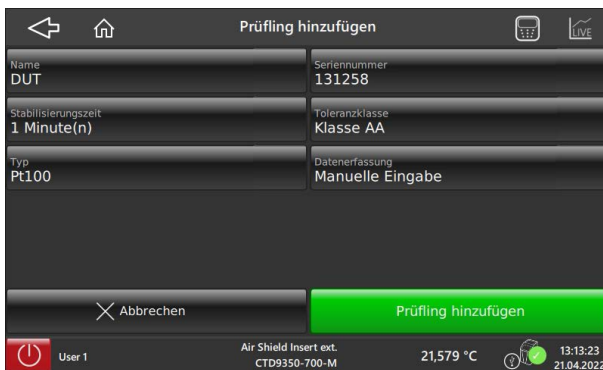 Prüfling hinzufügen
LIVE
Name
DUT
Seriennummer
131258
Stabilisierungszeit
1 Minute(n)
Toleranzklasse
Klasse AA
Typ
Pt100
Datenerfassung
Manuelle Eingabe
Abbrechen
Prüfling hinzufügen
User 1
Air Shield Insert ext.
CTD9350-700-M
21,579 °C
?
13:13:23
21.04.2022